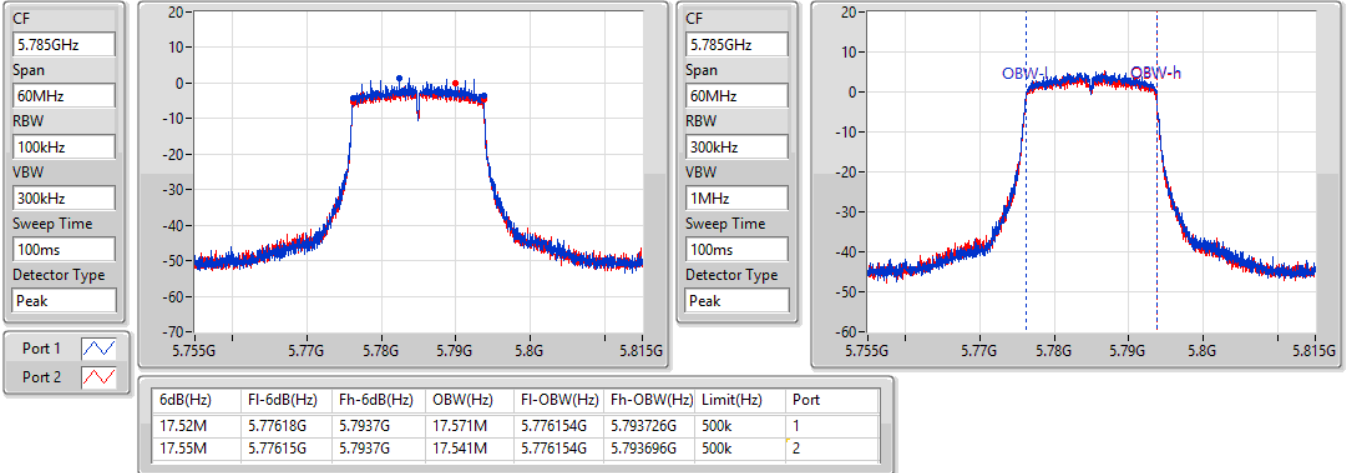 CF
5.785GHz
Span
60MHz
RBW
100kHz
VBW
300kHz
Sweep Time
100ms
Detector Type
Peak
Port 1
Port 2
20
10
0
-10
-20
-30
-40
-50
-60
-70
5.755G 5.77G 5.78G 5.79G 5.8G 5.815G
CF
5.785GHz
Span
60MHz
RBW
300kHz
VBW
1MHz
Sweep Time
100ms
Detector Type
Peak
20
10
0
-10
-20
-30
-40
-50
-60
OBW-l OBW-h
5.755G 5.77G 5.78G 5.79G 5.8G 5.815G
6dB(Hz) Fl-6dB(Hz) Fh-6dB(Hz) OBW(Hz) Fl-OBW(Hz) Fh-OBW(Hz) Limit(Hz) Port
17.52M 5.77618G 5.7937G 17.571M 5.776154G 5.793726G 500k 1
17.55M 5.77615G 5.7937G 17.541M 5.776154G 5.793696G 500k 2